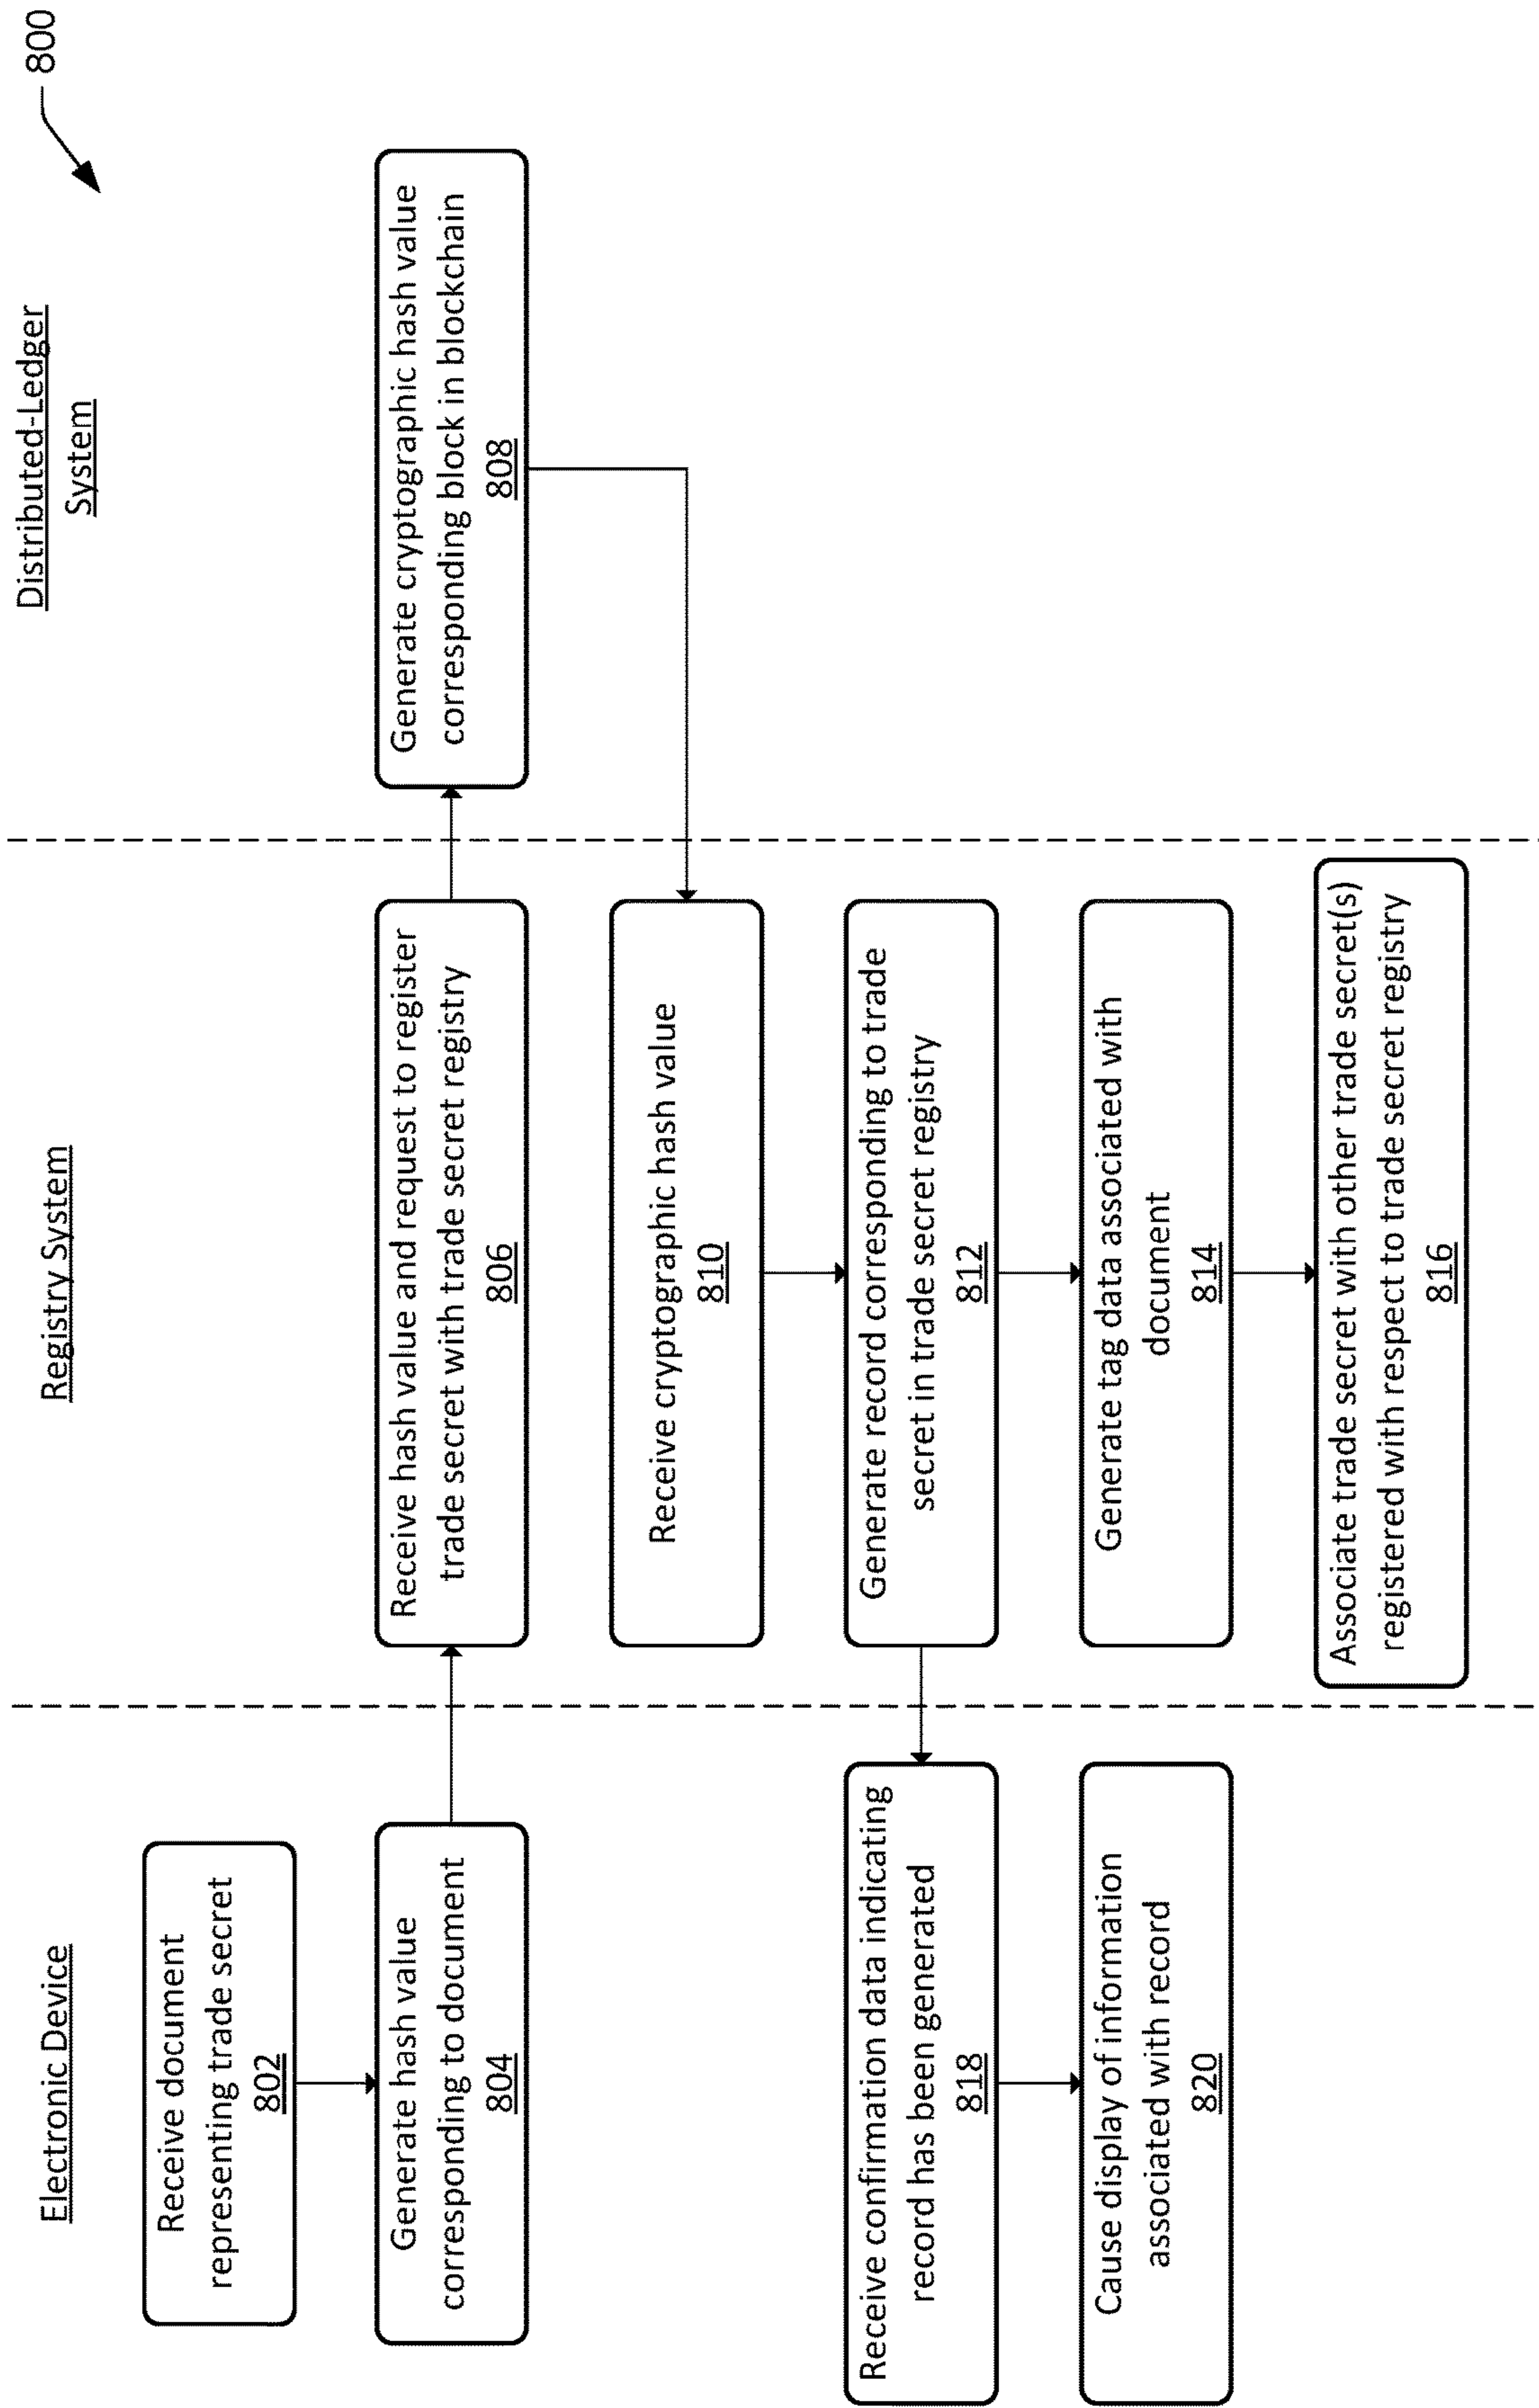 800
Electronic Device
Registry System
Distributed-Ledger
System
Receive document
representing trade secret
802
Generate hash value
corresponding to document
804
Receive hash value and request to register
trade secret with trade secret registry
806
Generate cryptographic hash value
corresponding block in blockchain
808
Receive cryptographic hash value
810
Generate record corresponding to trade
secret in trade secret registry
812
Generate tag data associated with
document
814
Associate trade secret with other trade secret(s)
registered with respect to trade secret registry
816
Receive confirmation data indicating
record has been generated
818
Cause display of information
associated with record
820